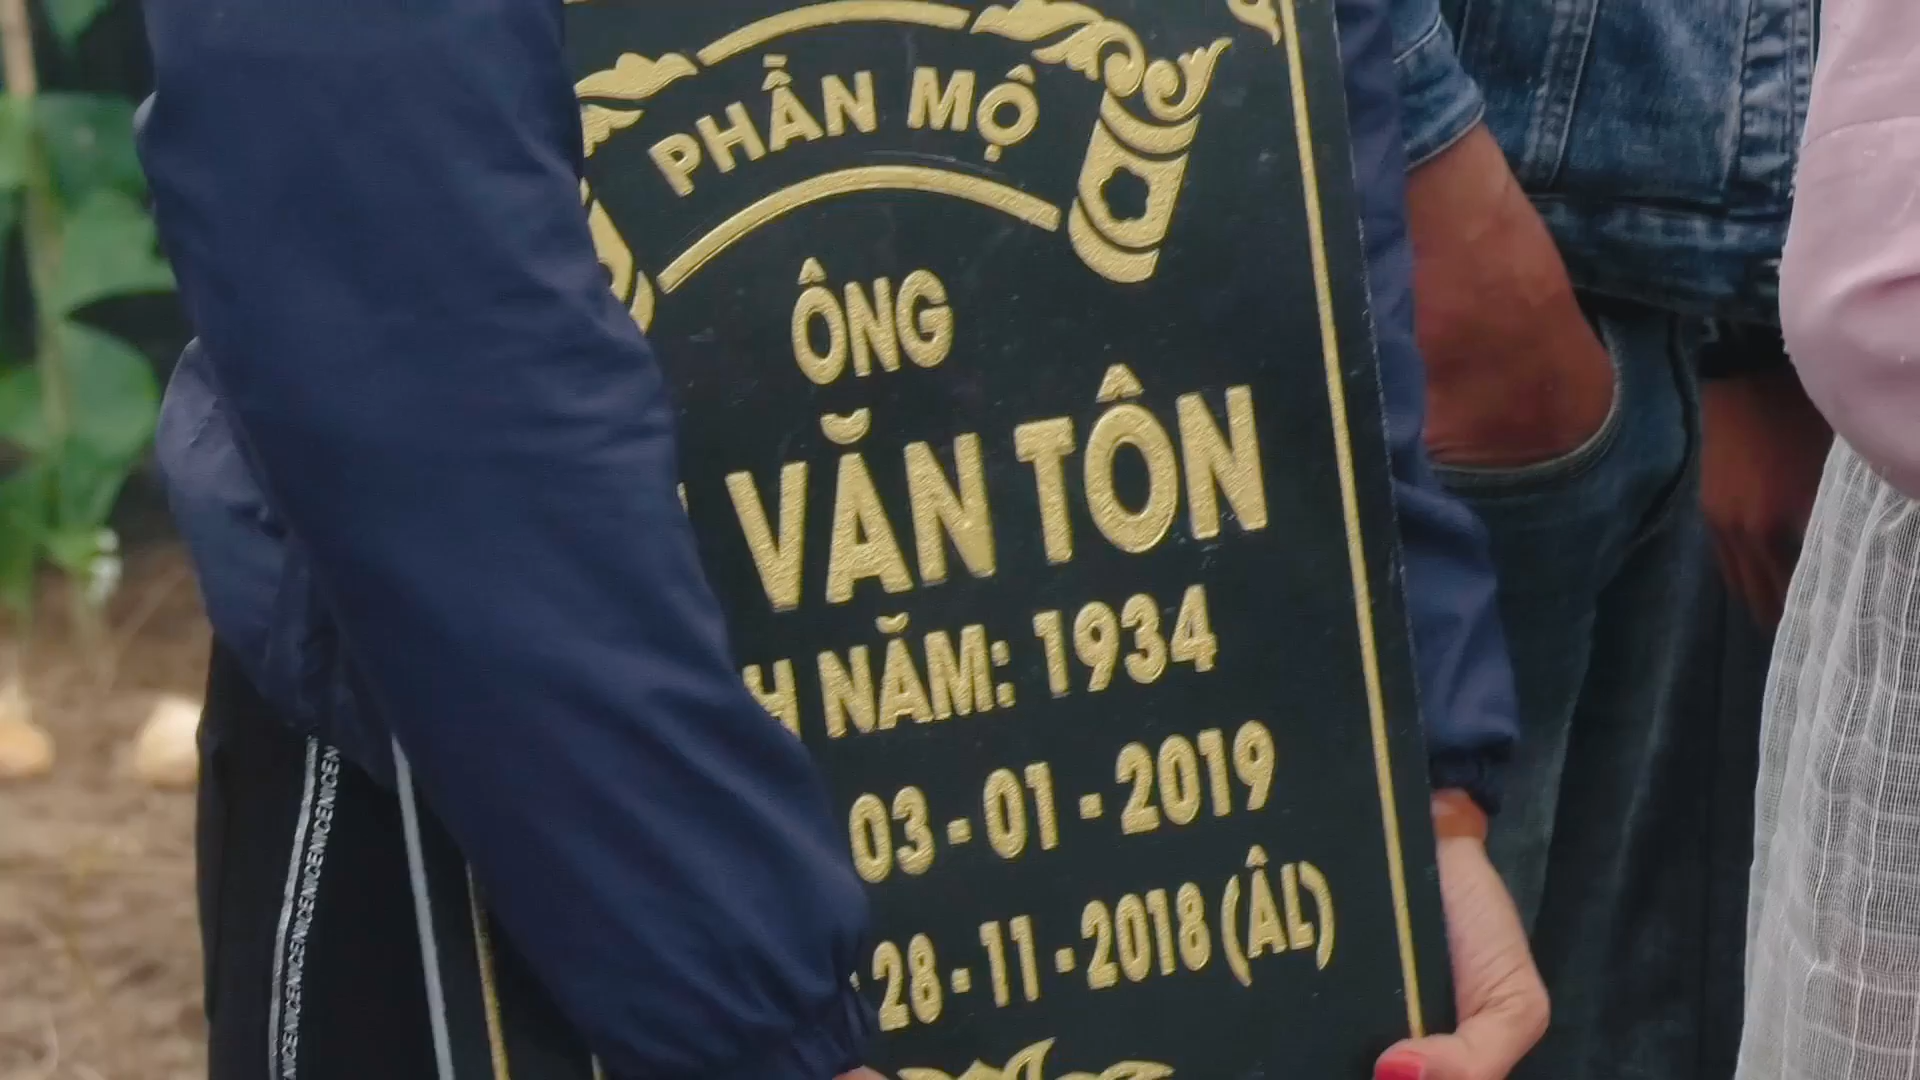 PHẦN MỘ
ÔNG
VĂN TÔN
NĂM: 1934
03 - 01 - 2019
28 - 11 - 2018 (ÂL)